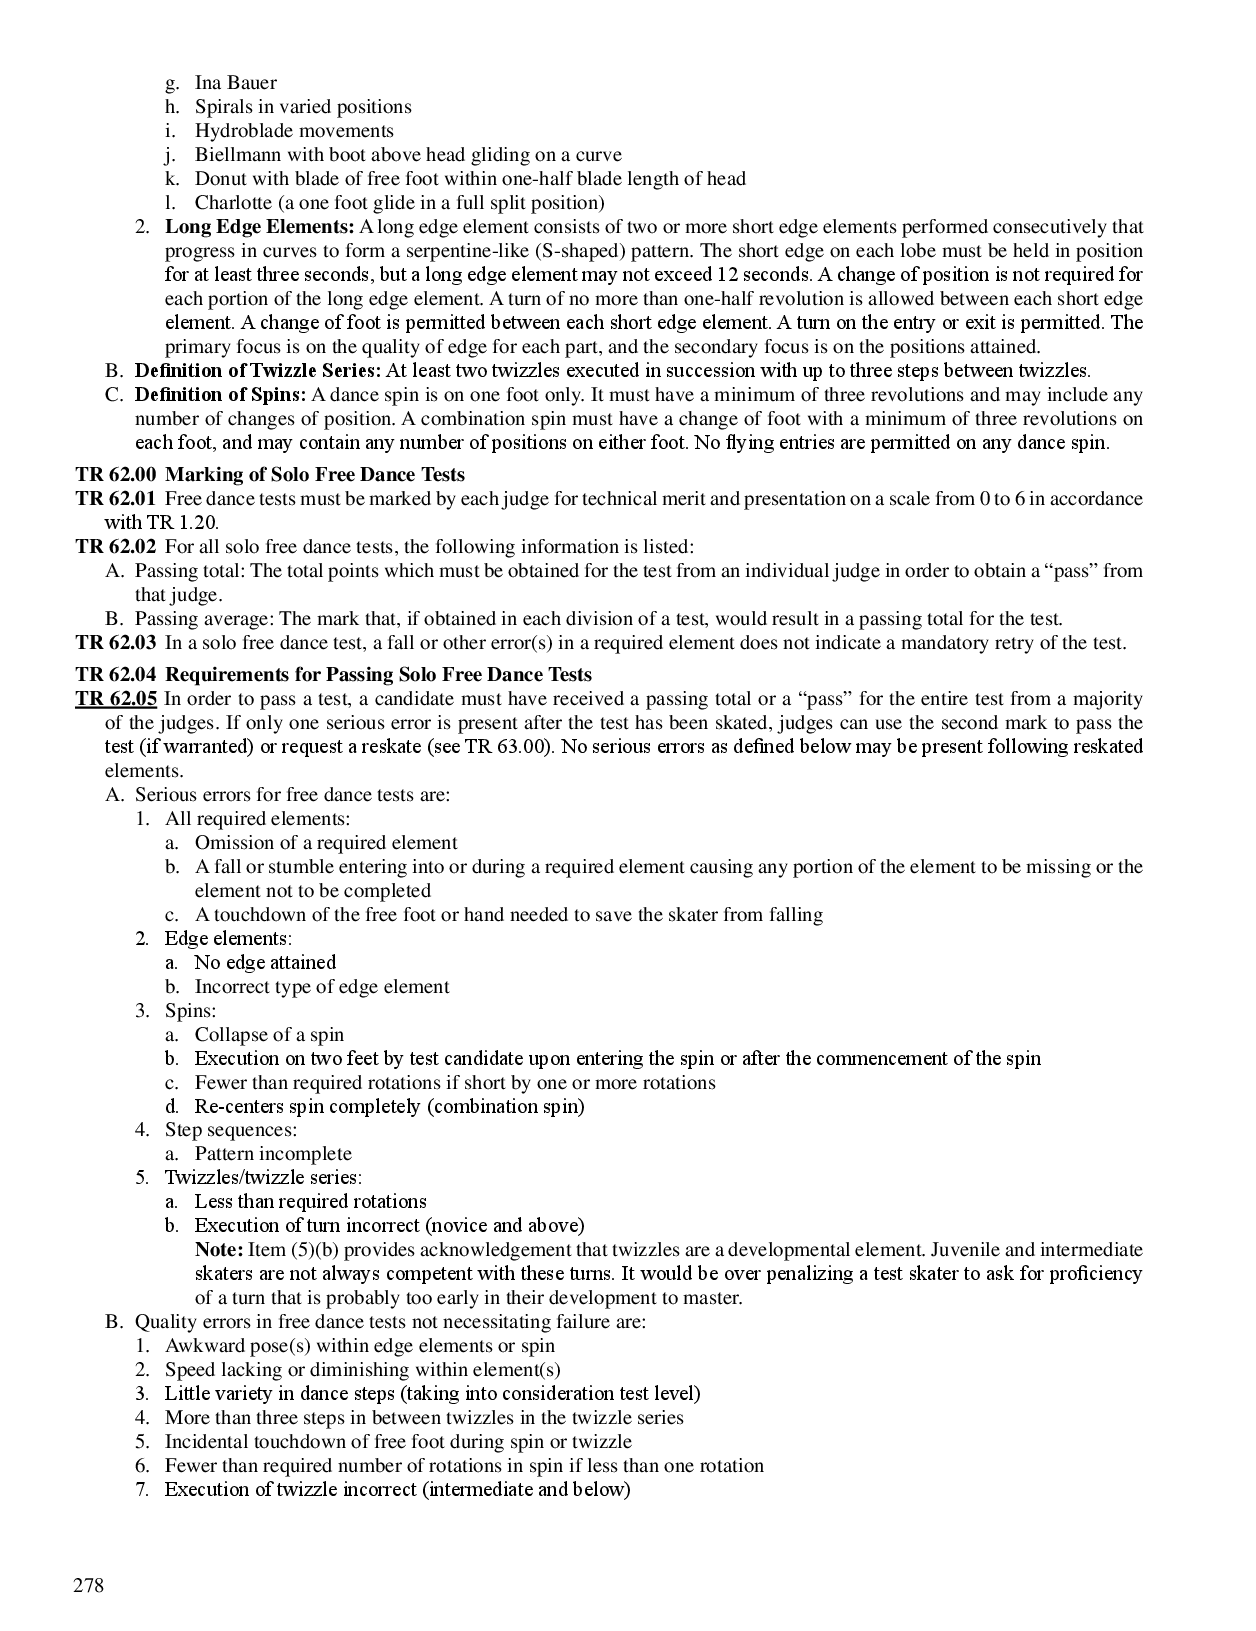 g. Ina Bauer
h. Spirals in varied positions
i. Hydroblade movements
j. Biellmann with boot above head gliding on a curve
k. Donut with blade of free foot within one-half blade length of head
l. Charlotte (a one foot glide in a full split position)
2. Long Edge Elements: A long edge element consists of two or more short edge elements performed consecutively that
progress in curves to form a serpentine-like (S-shaped) pattern. The short edge on each lobe must be held in position
for at least three seconds, but a long edge element may not exceed 12 seconds. A change of position is not required for
each portion of the long edge element. A turn of no more than one-half revolution is allowed between each short edge
element. A change of foot is permitted between each short edge element. A turn on the entry or exit is permitted. The
primary focus is on the quality of edge for each part, and the secondary focus is on the positions attained.
B. Definition of Twizzle Series: At least two twizzles executed in succession with up to three steps between twizzles.
C. Definition of Spins: A dance spin is on one foot only. It must have a minimum of three revolutions and may include any
number of changes of position. A combination spin must have a change of foot with a minimum of three revolutions on
each foot, and may contain any number of positions on either foot. No flying entries are permitted on any dance spin.
TR 62.00 Marking of Solo Free Dance Tests
TR 62.01 Free dance tests must be marked by each judge for technical merit and presentation on a scale from 0 to 6 in accordance
with TR 1.20.
TR 62.02 For all solo free dance tests, the following information is listed:
A. Passing total: The total points which must be obtained for the test from an individual judge in order to obtain a “pass” from
that judge.
B. Passing average: The mark that, if obtained in each division of a test, would result in a passing total for the test.
TR 62.03 In a solo free dance test, a fall or other error(s) in a required element does not indicate a mandatory retry of the test.
TR 62.04 Requirements for Passing Solo Free Dance Tests
TR 62.05 In order to pass a test, a candidate must have received a passing total or a “pass” for the entire test from a majority
of the judges. If only one serious error is present after the test has been skated, judges can use the second mark to pass the
test (if warranted) or request a reskate (see TR 63.00). No serious errors as defined below may be present following reskated
elements.
A. Serious errors for free dance tests are:
1. All required elements:
a. Omission of a required element
b. A fall or stumble entering into or during a required element causing any portion of the element to be missing or the
element not to be completed
c. A touchdown of the free foot or hand needed to save the skater from falling
2. Edge elements:
a. No edge attained
b. Incorrect type of edge element
3. Spins:
a. Collapse of a spin
b. Execution on two feet by test candidate upon entering the spin or after the commencement of the spin
c. Fewer than required rotations if short by one or more rotations
d. Re-centers spin completely (combination spin)
4. Step sequences:
a. Pattern incomplete
5. Twizzles/twizzle series:
a. Less than required rotations
b. Execution of turn incorrect (novice and above)
Note: Item (5)(b) provides acknowledgement that twizzles are a developmental element. Juvenile and intermediate
skaters are not always competent with these turns. It would be over penalizing a test skater to ask for proficiency
of a turn that is probably too early in their development to master.
B. Quality errors in free dance tests not necessitating failure are:
1. Awkward pose(s) within edge elements or spin
2. Speed lacking or diminishing within element(s)
3. Little variety in dance steps (taking into consideration test level)
4. More than three steps in between twizzles in the twizzle series
5. Incidental touchdown of free foot during spin or twizzle
6. Fewer than required number of rotations in spin if less than one rotation
7. Execution of twizzle incorrect (intermediate and below)
278